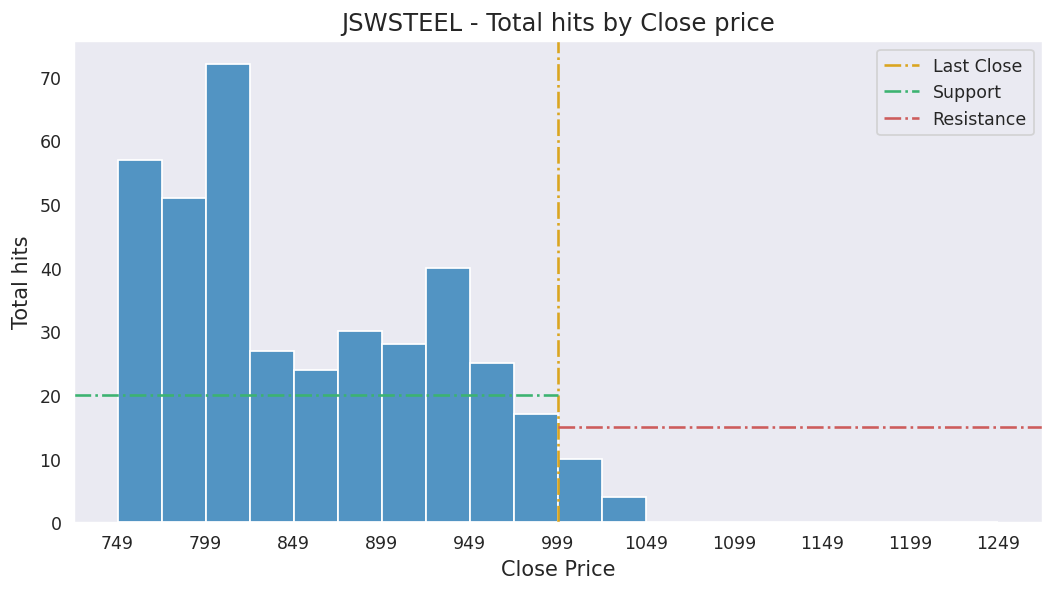 JSWSTEEL - Total hits by Close price
Last Close
Support
Resistance
Total hits
70
60
50
40
30
20
10
0
749 799 849 899 949 999 1049 1099 1149 1199 1249
Close Price